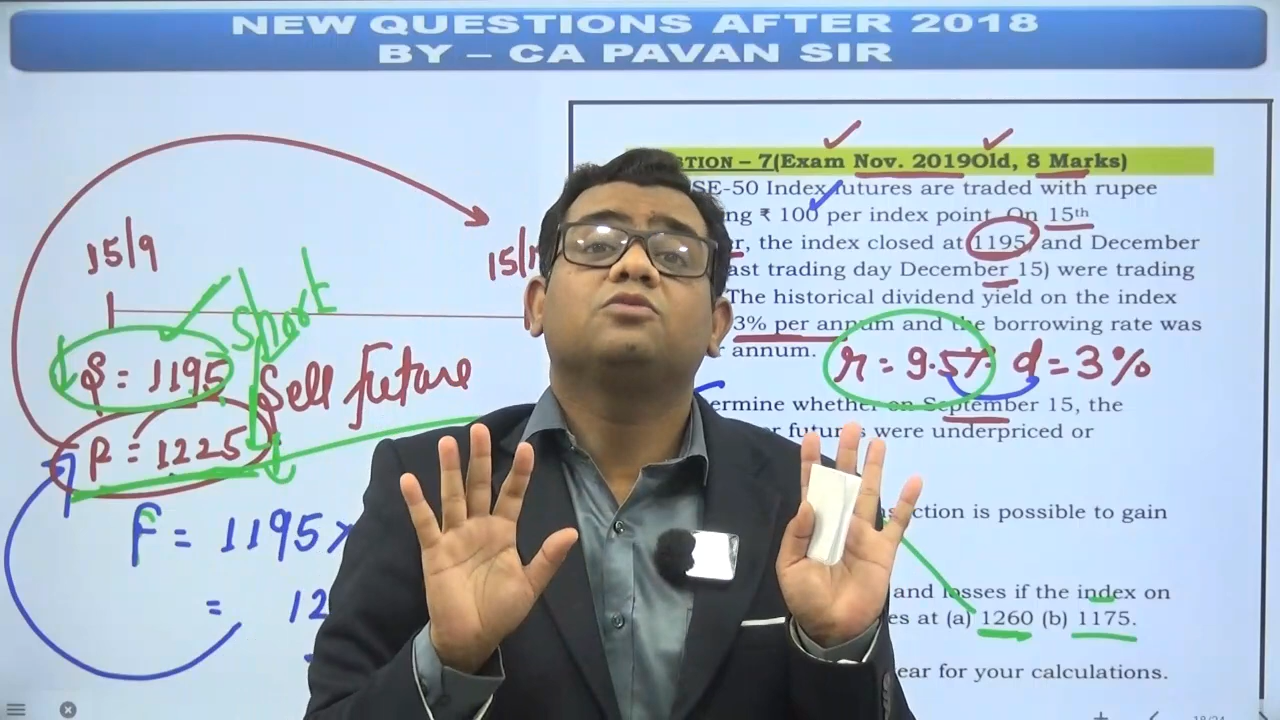 NEW QUESTIONS AFTER 2018
BY – CA PAVAN SIR
STION – 7(Exam Nov. 2019Old, 8 Marks)
SE-50 Index futures are traded with rupee
ng ₹ 100 per index point. On 15th
r, the index closed at 1195, and December
ast trading day December 15) were trading
The historical dividend yield on the index
3% per annum and the borrowing rate was
r annum.
r = 9.5% d = 3%
ermine whether on September 15, the
er futures were underpriced or
action is possible to gain
and losses if the index on
es at (a) 1260 (b) 1175.
ear for your calculations.
15/9
15/1
Short
S = 1195
Sell future
F = 1225
F = 1195 ×
= 12
18/24